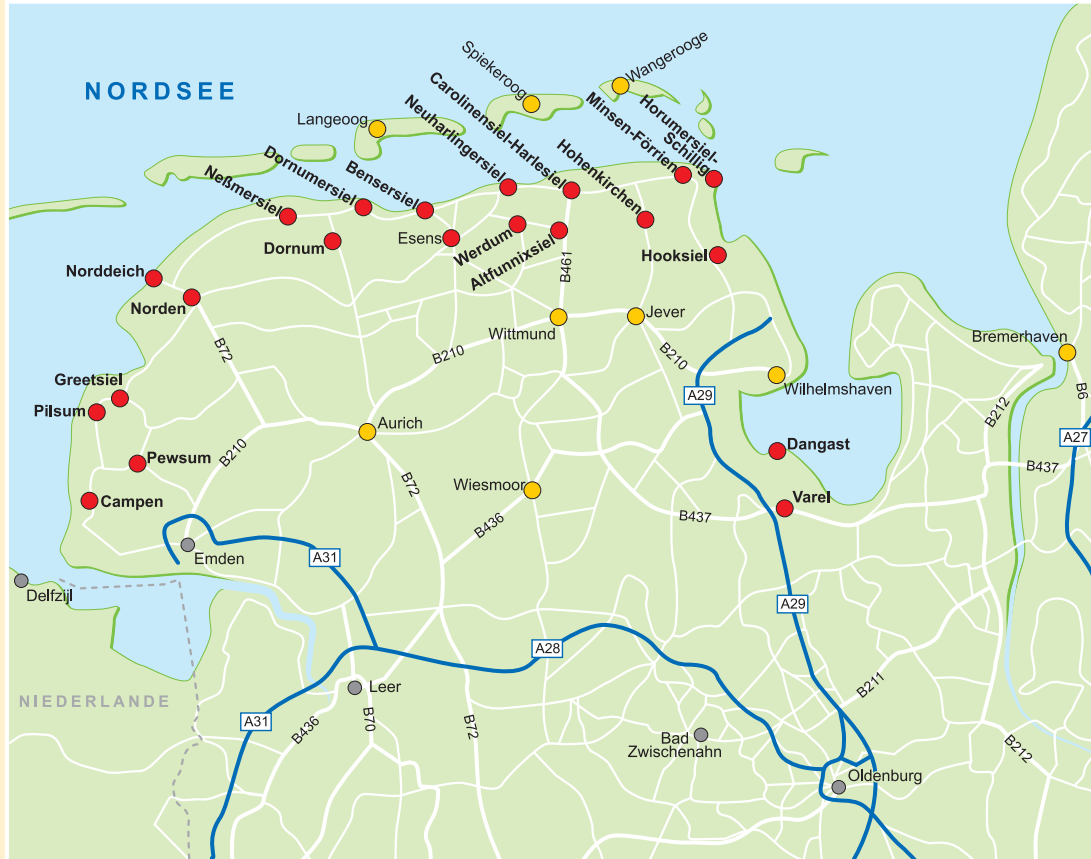 Wangerooge
Spiekeroog
NORDSEE
Langeoog
Carolinensiel-Harlesiel
Neuharlingersiel
Horumersiel-
Schillig
Minsen-Förrien
Hohenkirchen
Dornumersiel
Bensersiel
Neßmersiel
Dornum
Esens
Werdum
Altfunnixsiel
B461
Hooksiel
Norddeich
Norden
Jever
Wittmund
B72
B210
B210
Bremerhaven
Greetsiel
Pilsum
A29
Wilhelmshaven
B6
B212
Aurich
A27
Pewsum
B210
Dangast
B437
B72
Wiesmoor
Campen
Varel
B436
B437
Emden
A31
Delfzijl
A29
A28
NIEDERLANDE
Leer
B211
A31
B436
B70
B72
Bad
Zwischenahn
B212
Oldenburg